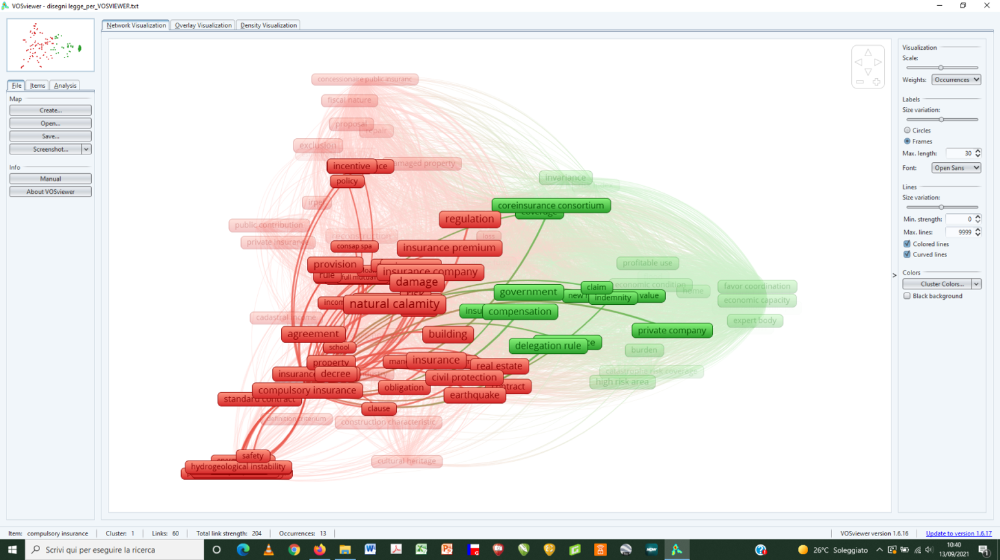 VOSviewer - disegni legge_per_VOSVIEWER.txt
Network Visualization
Overlay Visualization
Density Visualization
File
Items
Analysis
Map
Create...
Open...
Save...
Screenshot...
Info
Manual
About VOSviewer
concessionaire public insuranc
fiscal nature
proposal
repair
exclusion
incentive
policy
irpef
public contribution
private insurance
reconstruction
loss
consap spa
invariance
coreinsurance consortium
coverage
regulation
insurance premium
provision
rule
full mutuali
insurance company
damage
natural calamity
cadastral income
agreement
school
building
property
insurance
decree
compulsory insurance
standard contract
insurance
real estate
civil protection
obligation
earthquake
clause
definition criterium
construction characteristic
cultural heritage
safety
hydrogeological instability
profitable use
economic condition
home
claim
government
indemnity
value
compensation
private company
delegation rule
favor coordination
economic capacity
expert body
burden
catastrophe risk coverage
high risk area
Visualization
Scale:
Weights: Occurrences
Labels
Size variation:
Circles
Frames
Max. length: 30
Font: Open Sans
Lines
Size variation:
Min. strength: 0
Max. lines: 9999
Colored lines
Curved lines
Colors
Cluster Colors...
Black background
Item: compulsory insurance
Cluster: 1
Links: 60
Total link strength: 204
Occurrences: 13
VOSviewer version 1.6.16
Update to version 1.6.17
Scrivi qui per eseguire la ricerca
26°C Soleggiato
10:40
13/09/2021